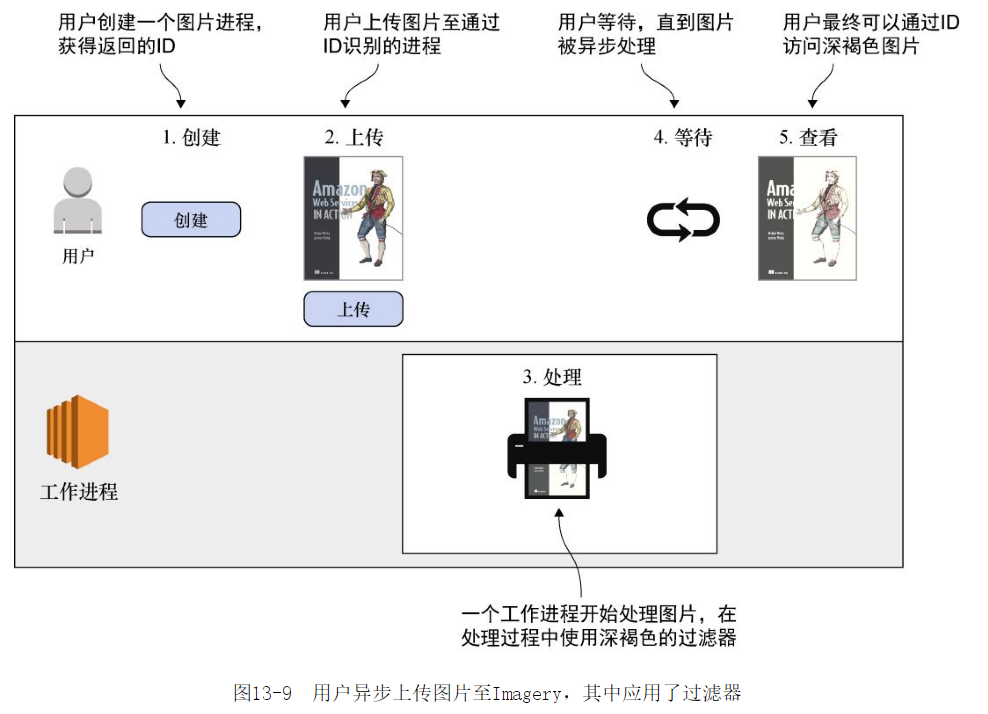 用户创建一个图片进程，
获得返回的ID
用户上传图片至通过
ID识别的进程
用户等待，直到图片
被异步处理
用户最终可以通过ID
访问深褐色图片
1. 创建
2. 上传
4. 等待
5. 查看
Amazon
Web Services
IN ACTION
Amaz
Web Serv
IN ACT
创建
用户
上传
3. 处理
Amazon
Web Se
IN ACTI
工作进程
一个工作进程开始处理图片，在
处理过程中使用深褐色的过滤器
图13-9 用户异步上传图片至Imagery，其中应用了过滤器